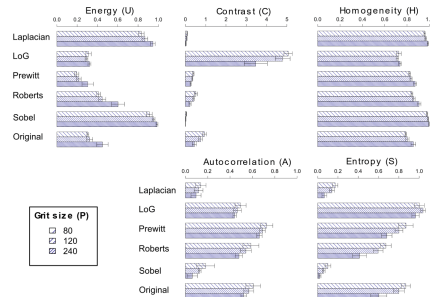 Energy (U)
Contrast (C)
Homogeneity (H)
0.0 0.2 0.4 0.6 0.8 1.0
0 1 2 3 4 5
0.0 0.2 0.4 0.6 0.8 1.0
Laplacian
LoG
Prewitt
Roberts
Sobel
Original
Autocorrelation (A)
Entropy (S)
0.0 0.2 0.4 0.6 0.8 1.0
0.0 0.2 0.4 0.6 0.8 1.0
Laplacian
LoG
Prewitt
Roberts
Sobel
Original
Grit size (P)
80
120
240